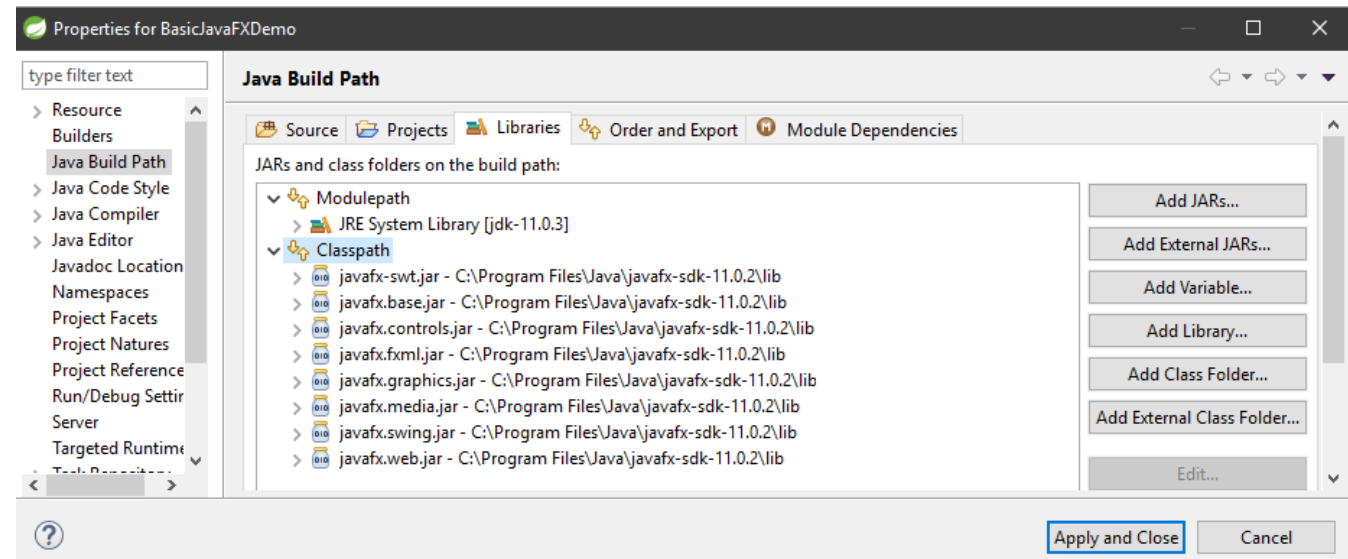 Properties for BasicJavaFXDemo
type filter text
Java Build Path
Resource
Builders
Java Build Path
Java Code Style
Java Compiler
Java Editor
Javadoc Location
Namespaces
Project Facets
Project Natures
Project Reference
Run/Debug Settir
Server
Targeted Runtime
Source Projects Libraries Order and Export Module Dependencies
JARs and class folders on the build path:
Modulepath
JRE System Library [jdk-11.0.3]
Classpath
javafx-swt.jar - C:\Program Files\Java\javafx-sdk-11.0.2\lib
javafx.base.jar - C:\Program Files\Java\javafx-sdk-11.0.2\lib
javafx.controls.jar - C:\Program Files\Java\javafx-sdk-11.0.2\lib
javafx.fxml.jar - C:\Program Files\Java\javafx-sdk-11.0.2\lib
javafx.graphics.jar - C:\Program Files\Java\javafx-sdk-11.0.2\lib
javafx.media.jar - C:\Program Files\Java\javafx-sdk-11.0.2\lib
javafx.swing.jar - C:\Program Files\Java\javafx-sdk-11.0.2\lib
javafx.web.jar - C:\Program Files\Java\javafx-sdk-11.0.2\lib
Add JARs...
Add External JARs...
Add Variable...
Add Library...
Add Class Folder...
Add External Class Folder...
Edit...
Apply and Close
Cancel